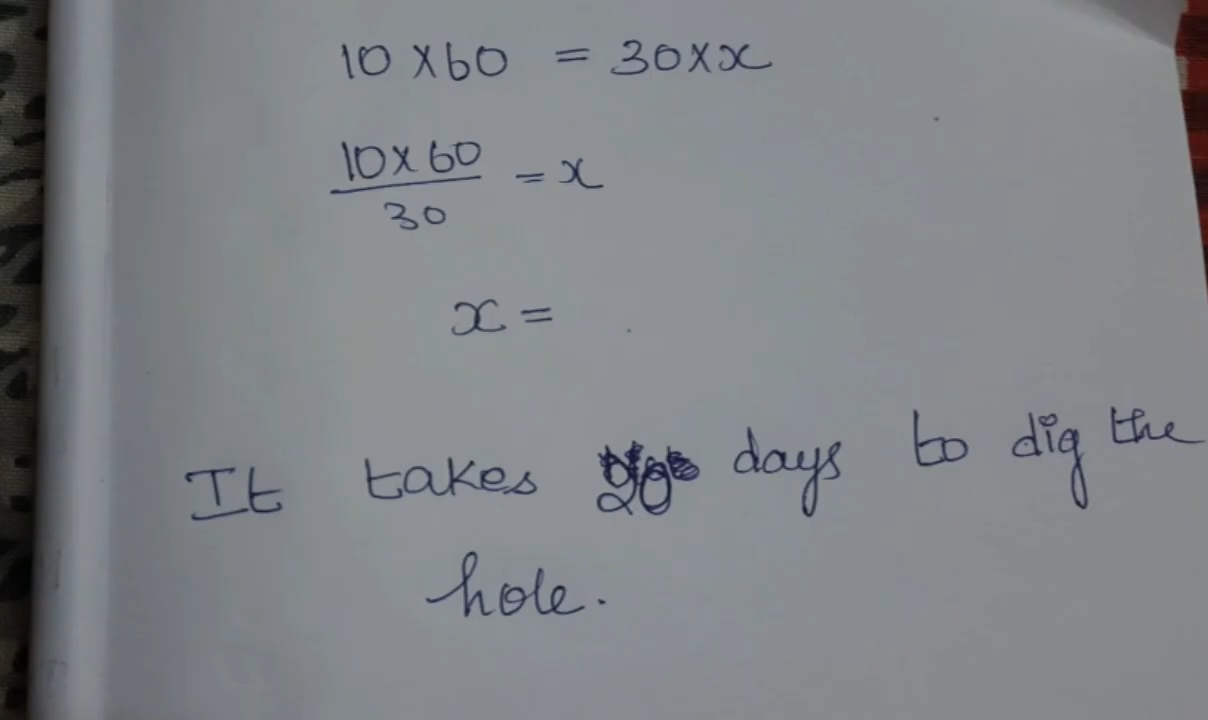 10 × 60 = 30 × x
10 × 60
30
= x
x =
It takes 20 days to dig the
hole.